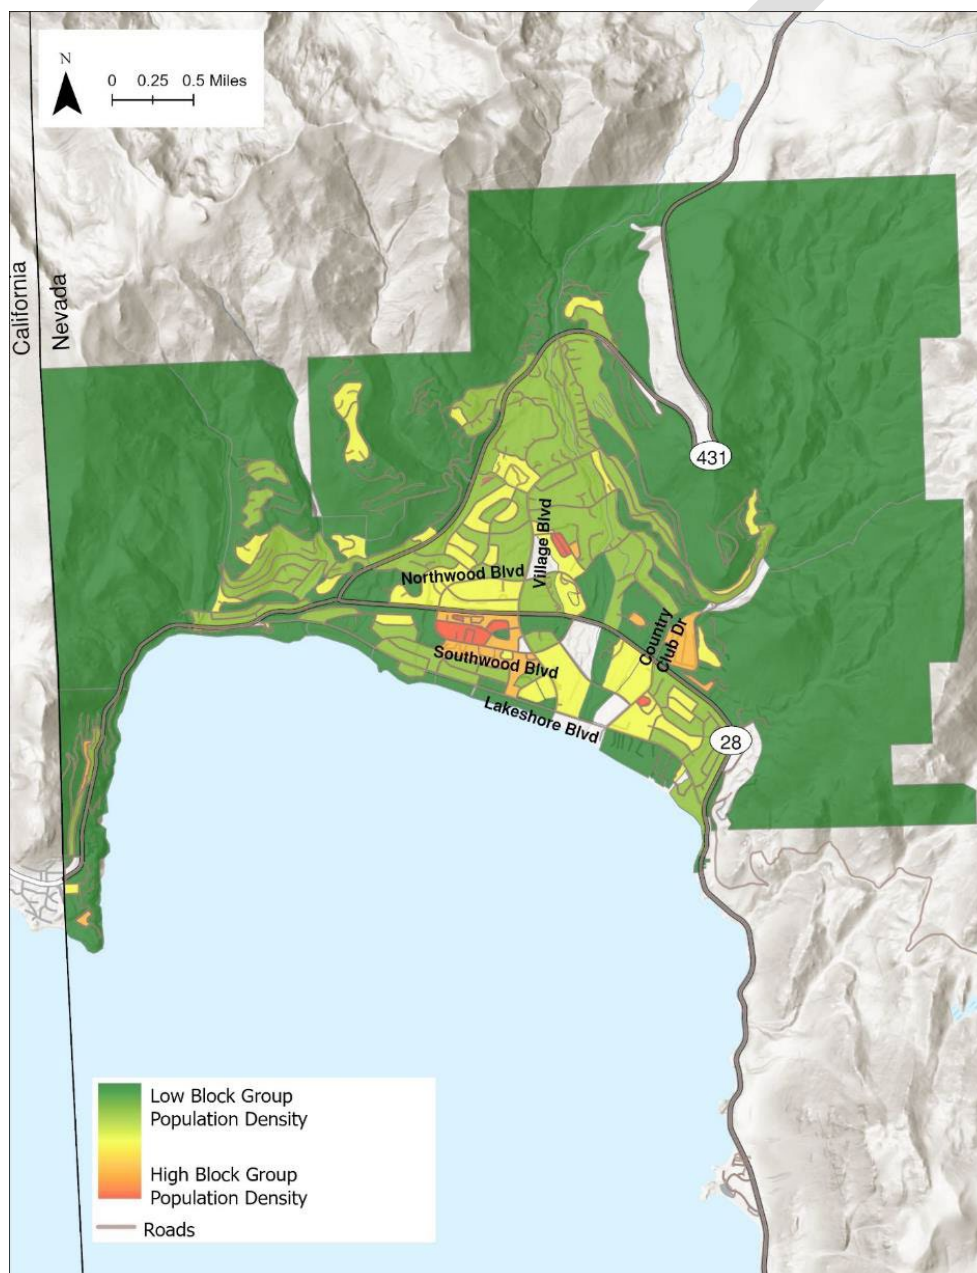 N
0 0.25 0.5 Miles
California
Nevada
431
Village Blvd
Northwood Blvd
Country
Club Dr
Southwood Blvd
Lakeshore Blvd
28
Low Block Group
Population Density
High Block Group
Population Density
Roads